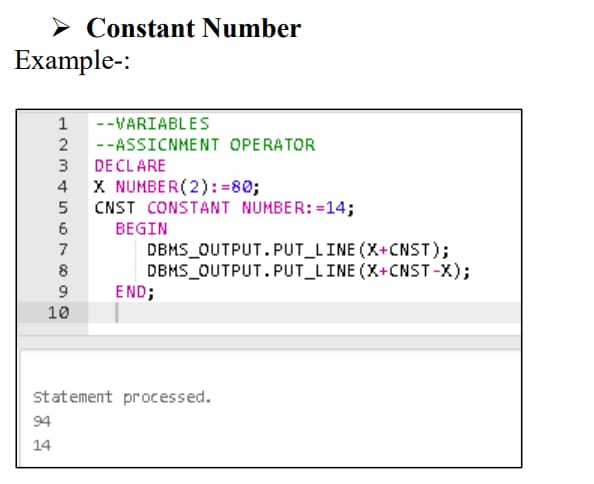 ➢ Constant Number
Example-:
1 --VARIABLES
2 --ASSICNMENT OPERATOR
3 DECLARE
4 X NUMBER(2):=80;
5 CNST CONSTANT NUMBER:=14;
6 BEGIN
7 DBMS_OUTPUT.PUT_LINE(X+CNST);
8 DBMS_OUTPUT.PUT_LINE(X+CNST-X);
9 END;
10
Statement processed.
94
14